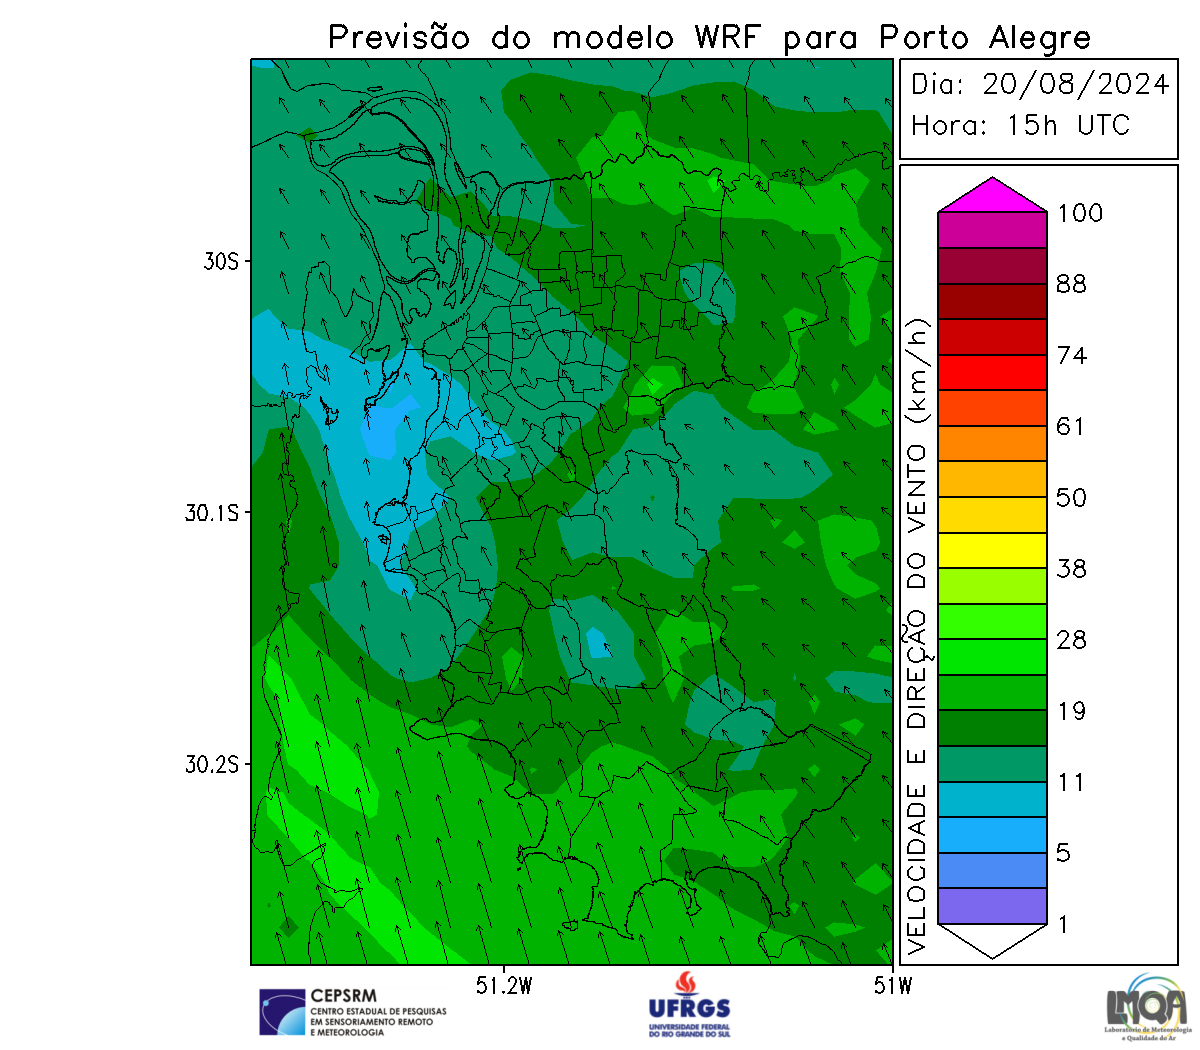 Previsão do modelo WRF para Porto Alegre
Dia: 20/08/2024
Hora: 15h UTC
30S
30.1S
30.2S
51.2W
51W
VELOCIDADE E DIREÇÃO DO VENTO (km/h)
100
88
74
61
50
38
28
19
11
5
1
CEPSRM
CENTRO ESTADUAL DE PESQUISAS
EM SENSORIAMENTO REMOTO
E METEOROLOGIA
UFRGS
UNIVERSIDADE FEDERAL
DO RIO GRANDE DO SUL
LMQA
Laboratório de Meteorologia
e Qualidade do Ar